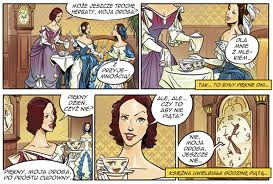 MOŻE JESZCZE TROCHĘ
HERBATY, MOJA DROGA?
PRZYJE-
MNOŚCIĄ!
DLA
MNIE Z
MLE-
KIEM...
TAK... TO BYŁY PIĘKNE DNI...
PIĘKNY
DZIEŃ,
CZYŻ NIE?
PIĘKNY, MOJA DROGA
PO PROSTU CUDOWNY
ALE, ALE...
CZY TO
ABY NIE
PIĄTA?
NIE,
MOJA
DROGA,
JESZCZE
NIE.
KSIĘŻNA UWIELBIAŁA GODZINĘ PIĄTĄ...